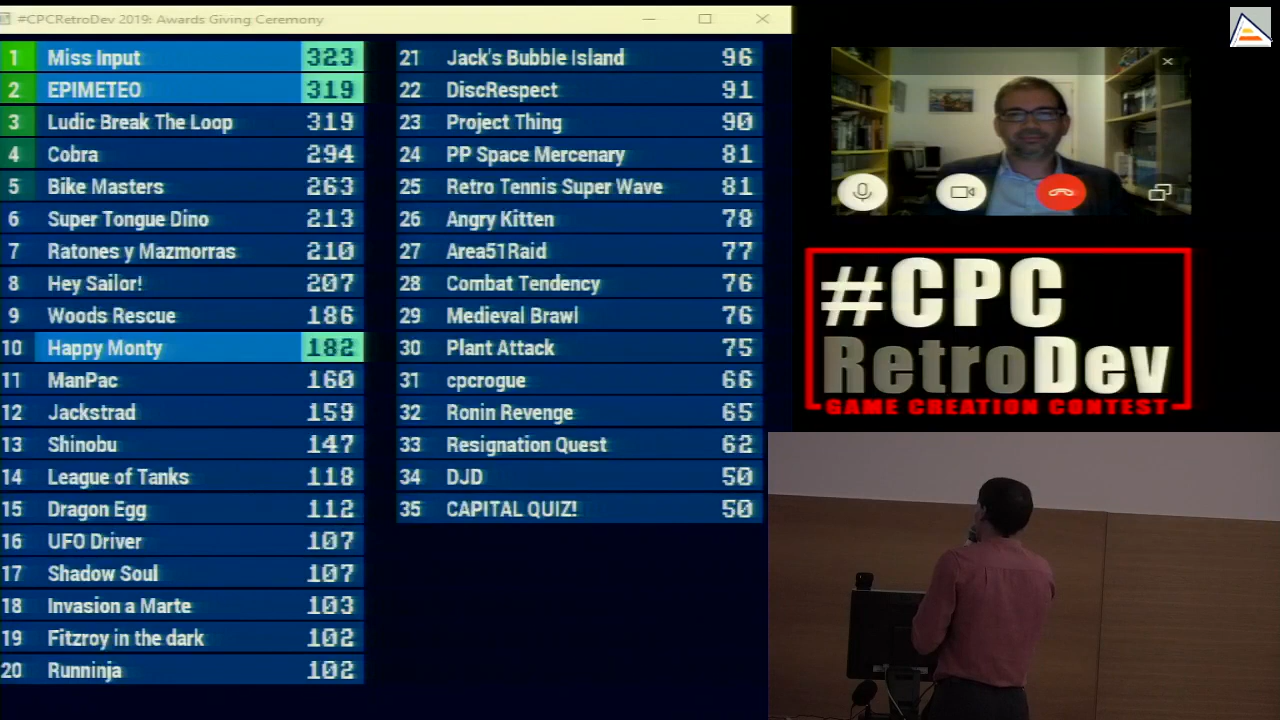 #CPCRetroDev 2019: Awards Giving Ceremony
1 Miss Input 323
2 EPIMETEO 319
3 Ludic Break The Loop 319
4 Cobra 294
5 Bike Masters 263
6 Super Tongue Dino 213
7 Ratones y Mazmorras 210
8 Hey Sailor! 207
9 Woods Rescue 186
10 Happy Monty 182
11 ManPac 160
12 Jackstrad 159
13 Shinobu 147
14 League of Tanks 118
15 Dragon Egg 112
16 UFO Driver 107
17 Shadow Soul 107
18 Invasion a Marte 103
19 Fitzroy in the dark 102
20 Runninja 102
21 Jack's Bubble Island 96
22 DiscRespect 91
23 Project Thing 90
24 PP Space Mercenary 81
25 Retro Tennis Super Wave 81
26 Angry Kitten 78
27 Area51Raid 77
28 Combat Tendency 76
29 Medieval Brawl 76
30 Plant Attack 75
31 cpcrogue 66
32 Ronin Revenge 65
33 Resignation Quest 62
34 DJD 50
35 CAPITAL QUIZ! 50
#CPC
RetroDev
GAME CREATION CONTEST